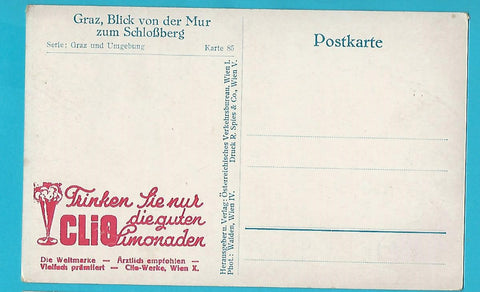 Graz, Blick von der Mur
zum Schloßberg
Serie: Graz und Umgebung Karte 85
Postkarte
Trinken Sie nur
die guten
CLiO Limonaden
Die Weltmarke — Ärztlich empfohlen —
Vielfach prämiiert — Clio-Werke, Wien X.
Herausgeber u. Verlag: Österreichisches Verkehrsbureau, Wien I.
Phot.: Walden, Wien IV. Druck R. Spies & Co., Wien V.